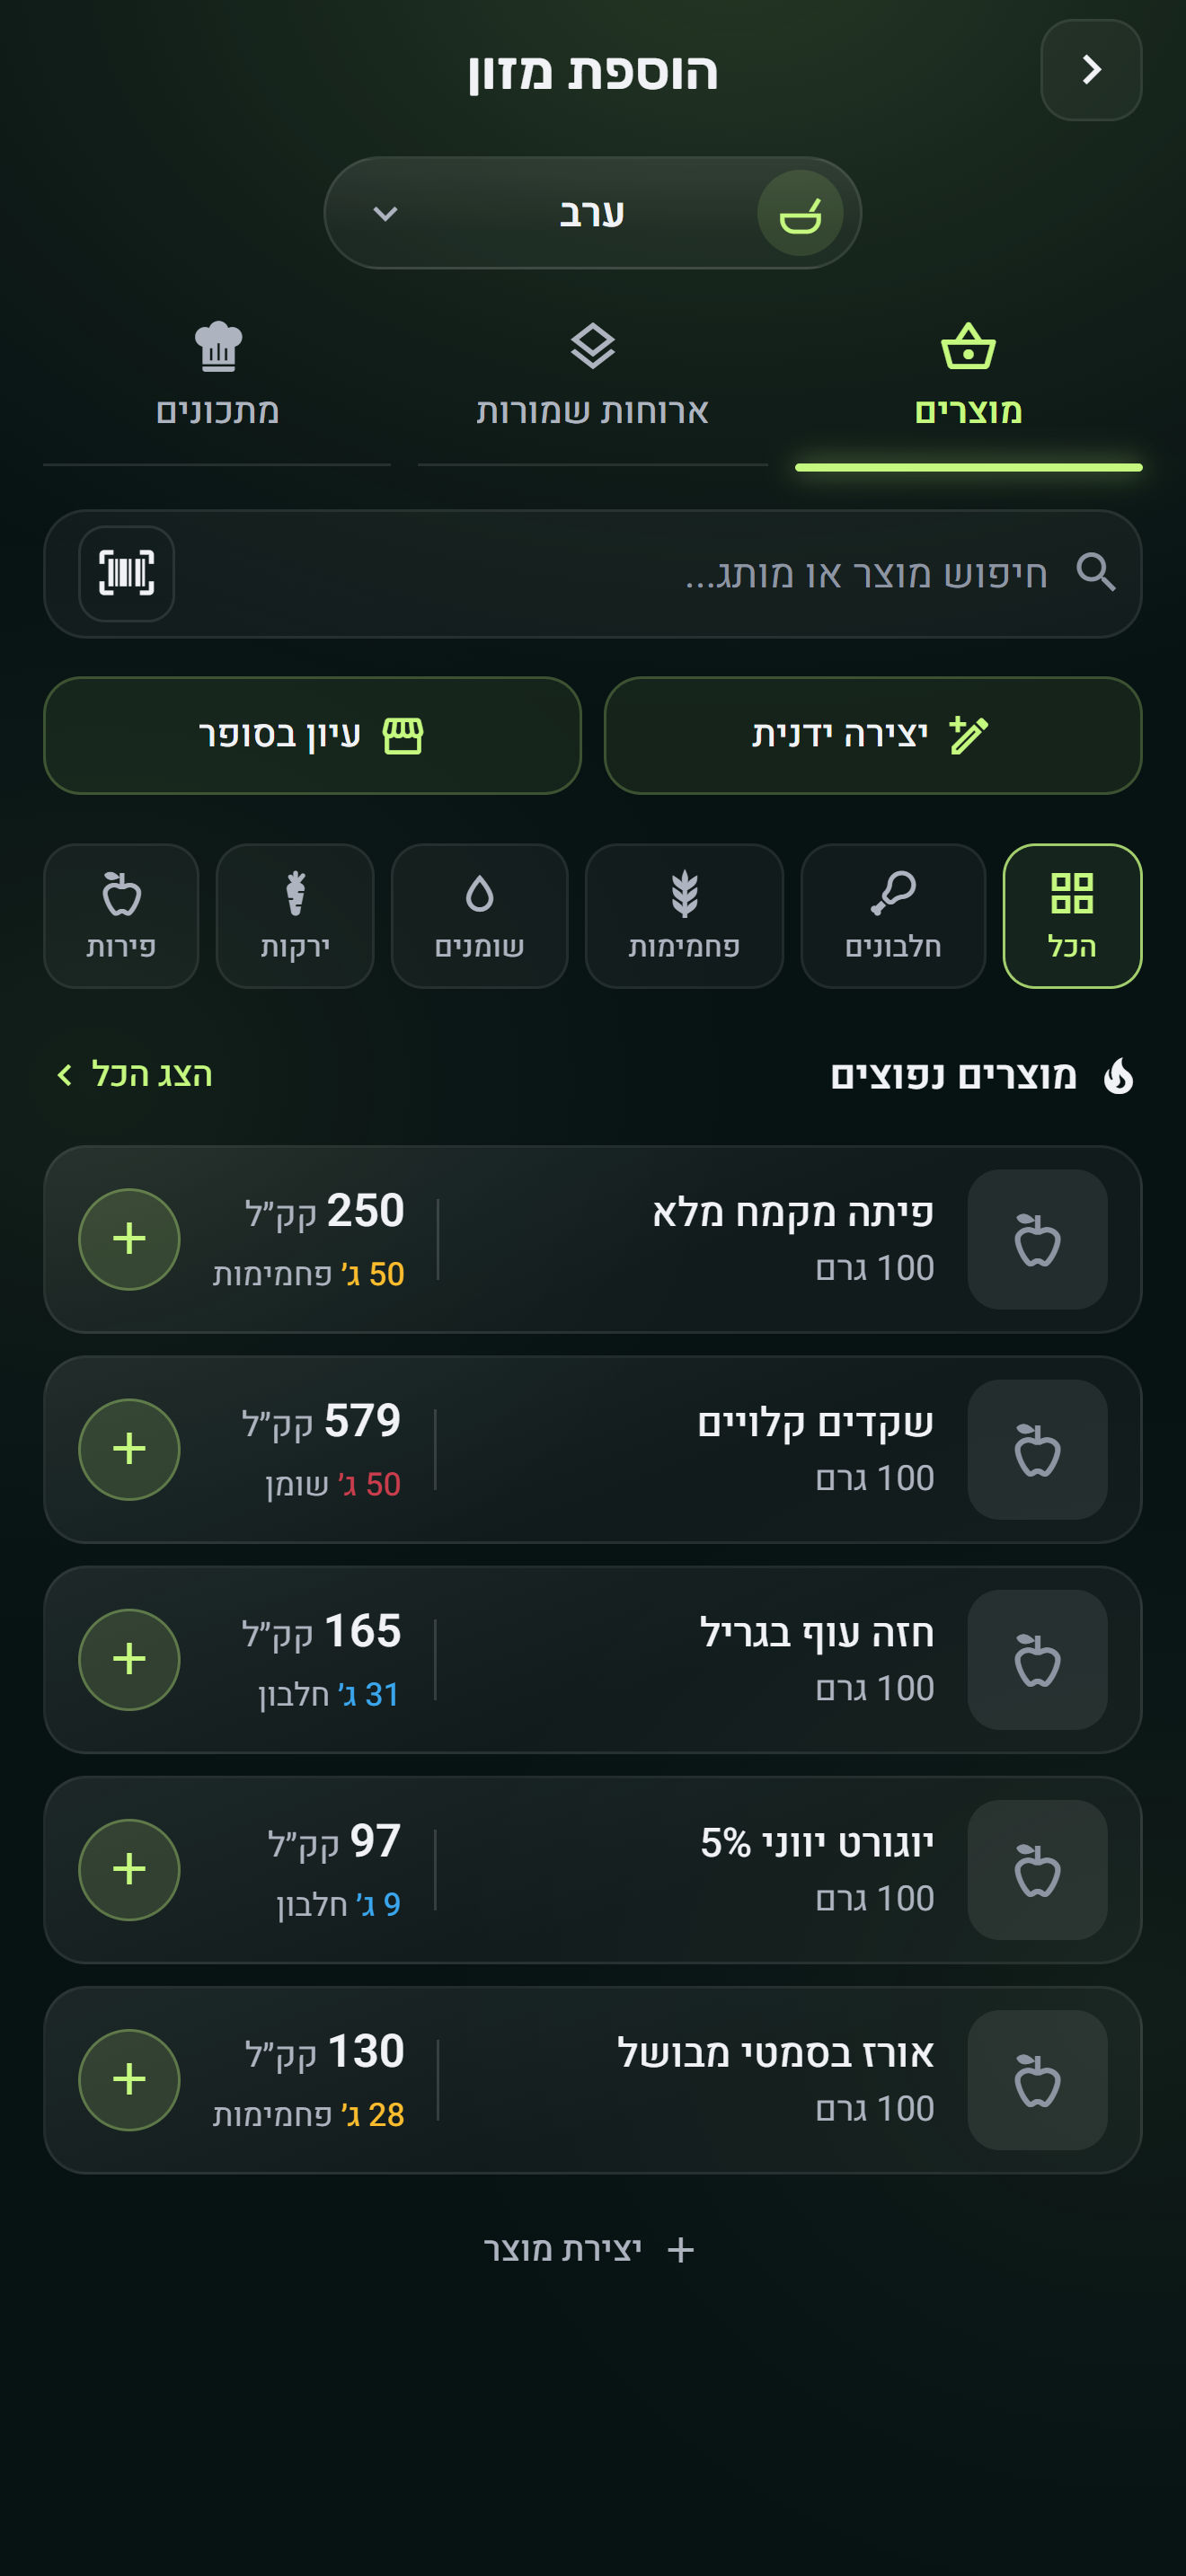 הוספת מזון
ערב
מוצרים
ארוחות שמורות
מתכונים
חיפוש מוצר או מותג...
יצירה ידנית
עיון בסופר
הכל
חלבונים
פחמימות
שומנים
ירקות
פירות
מוצרים נפוצים
הצג הכל
פיתה מקמח מלא
100 גרם
250 קק״ל
50 ג׳ פחמימות
שקדים קלויים
100 גרם
579 קק״ל
50 ג׳ שומן
חזה עוף בגריל
100 גרם
165 קק״ל
31 ג׳ חלבון
יוגורט יווני 5%
100 גרם
97 קק״ל
9 ג׳ חלבון
אורז בסמטי מבושל
100 גרם
130 קק״ל
28 ג׳ פחמימות
יצירת מוצר